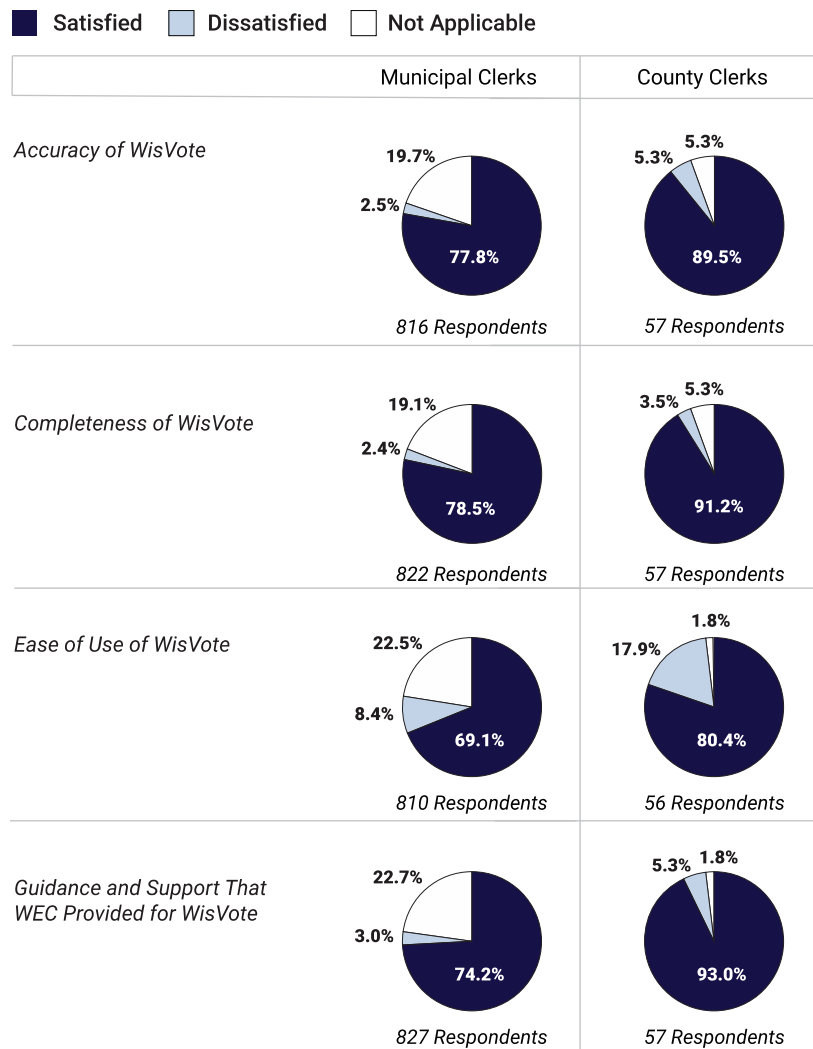 Satisfied Dissatisfied Not Applicable
Municipal Clerks County Clerks
Accuracy of WisVote
19.7%
2.5%
77.8%
816 Respondents
5.3%
5.3%
89.5%
57 Respondents
Completeness of WisVote
19.1%
2.4%
78.5%
822 Respondents
5.3%
3.5%
91.2%
57 Respondents
Ease of Use of WisVote
22.5%
8.4%
69.1%
810 Respondents
1.8%
17.9%
80.4%
56 Respondents
Guidance and Support That
WEC Provided for WisVote
22.7%
3.0%
74.2%
827 Respondents
1.8%
5.3%
93.0%
57 Respondents